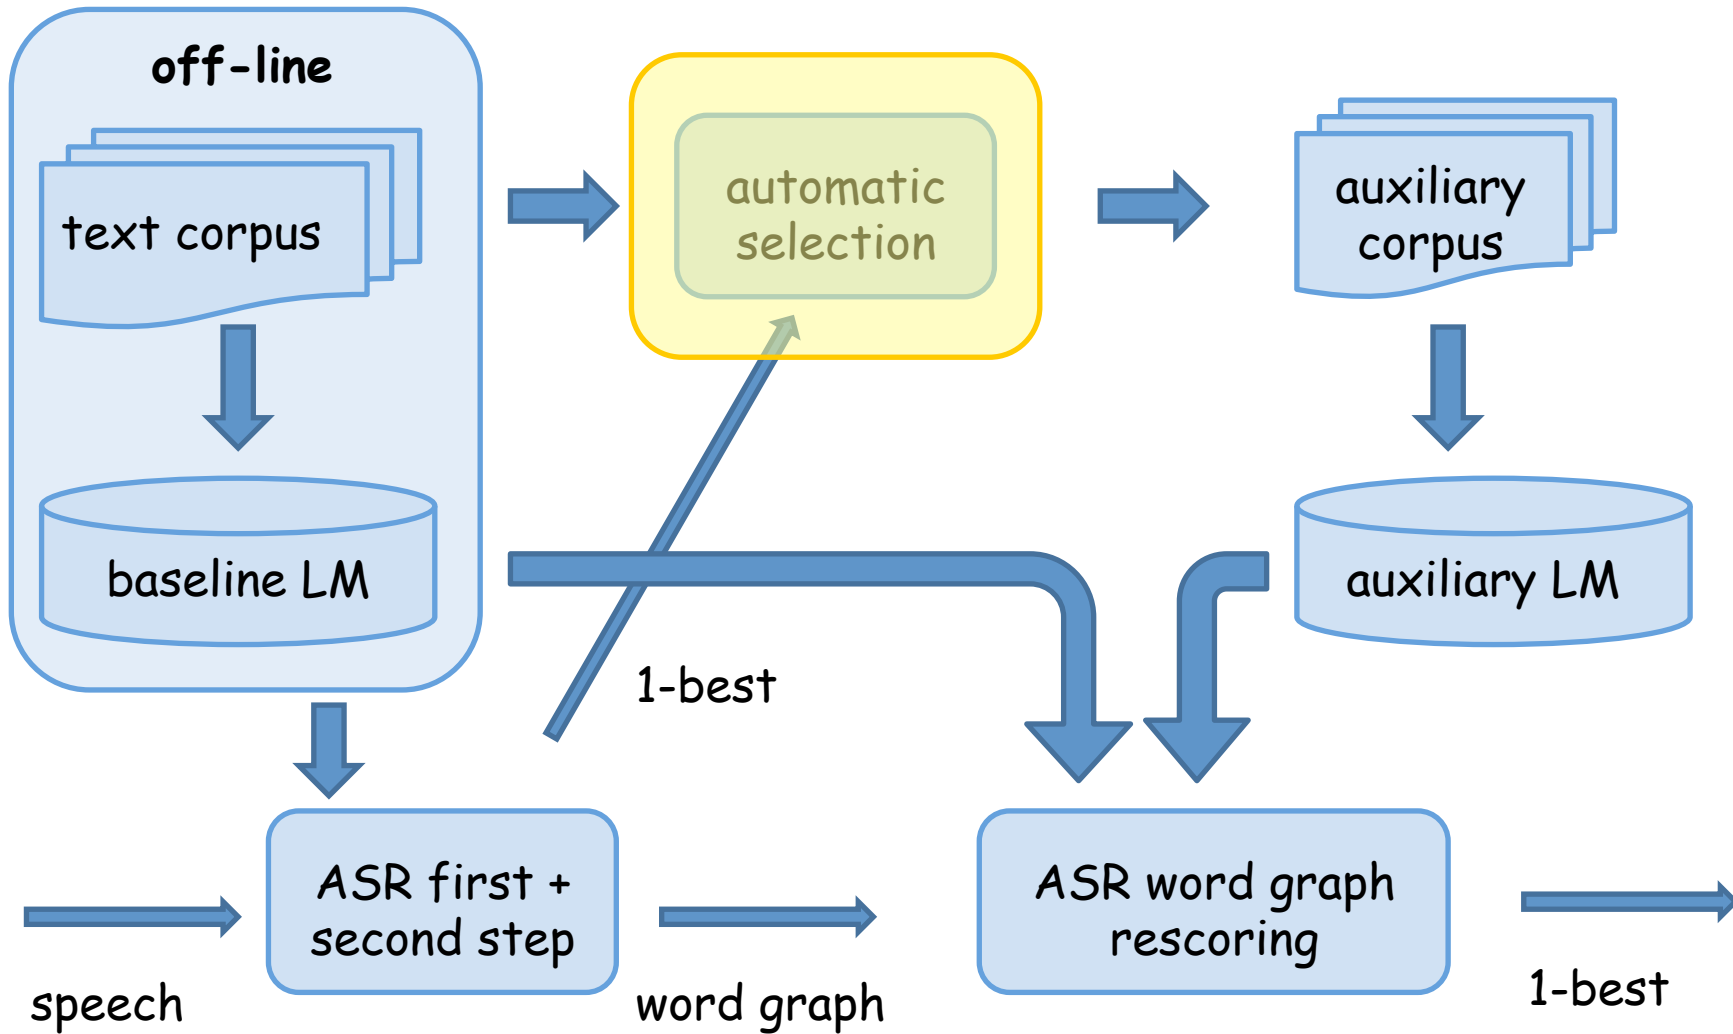 off-line
text corpus
baseline LM
automatic
selection
auxiliary
corpus
auxiliary LM
1-best
ASR first +
second step
ASR word graph
rescoring
speech
word graph
1-best